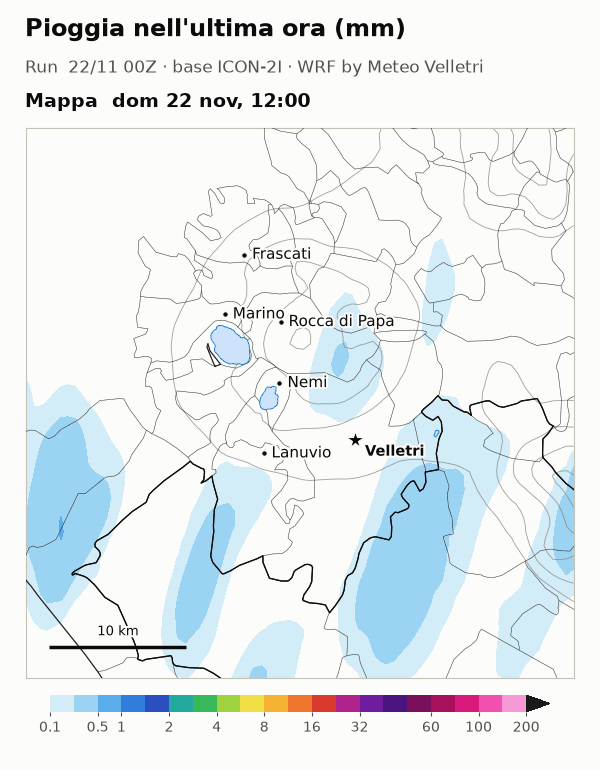 Pioggia nell'ultima ora (mm)
Run  22/11 00Z · base ICON-2I · WRF by Meteo Velletri
Mappa  dom 22 nov, 12:00
Frascati
Marino
Rocca di Papa
Nemi
Lanuvio
Velletri
10 km
0.1 0.5 1 2 4 8 16 32 60 100 200